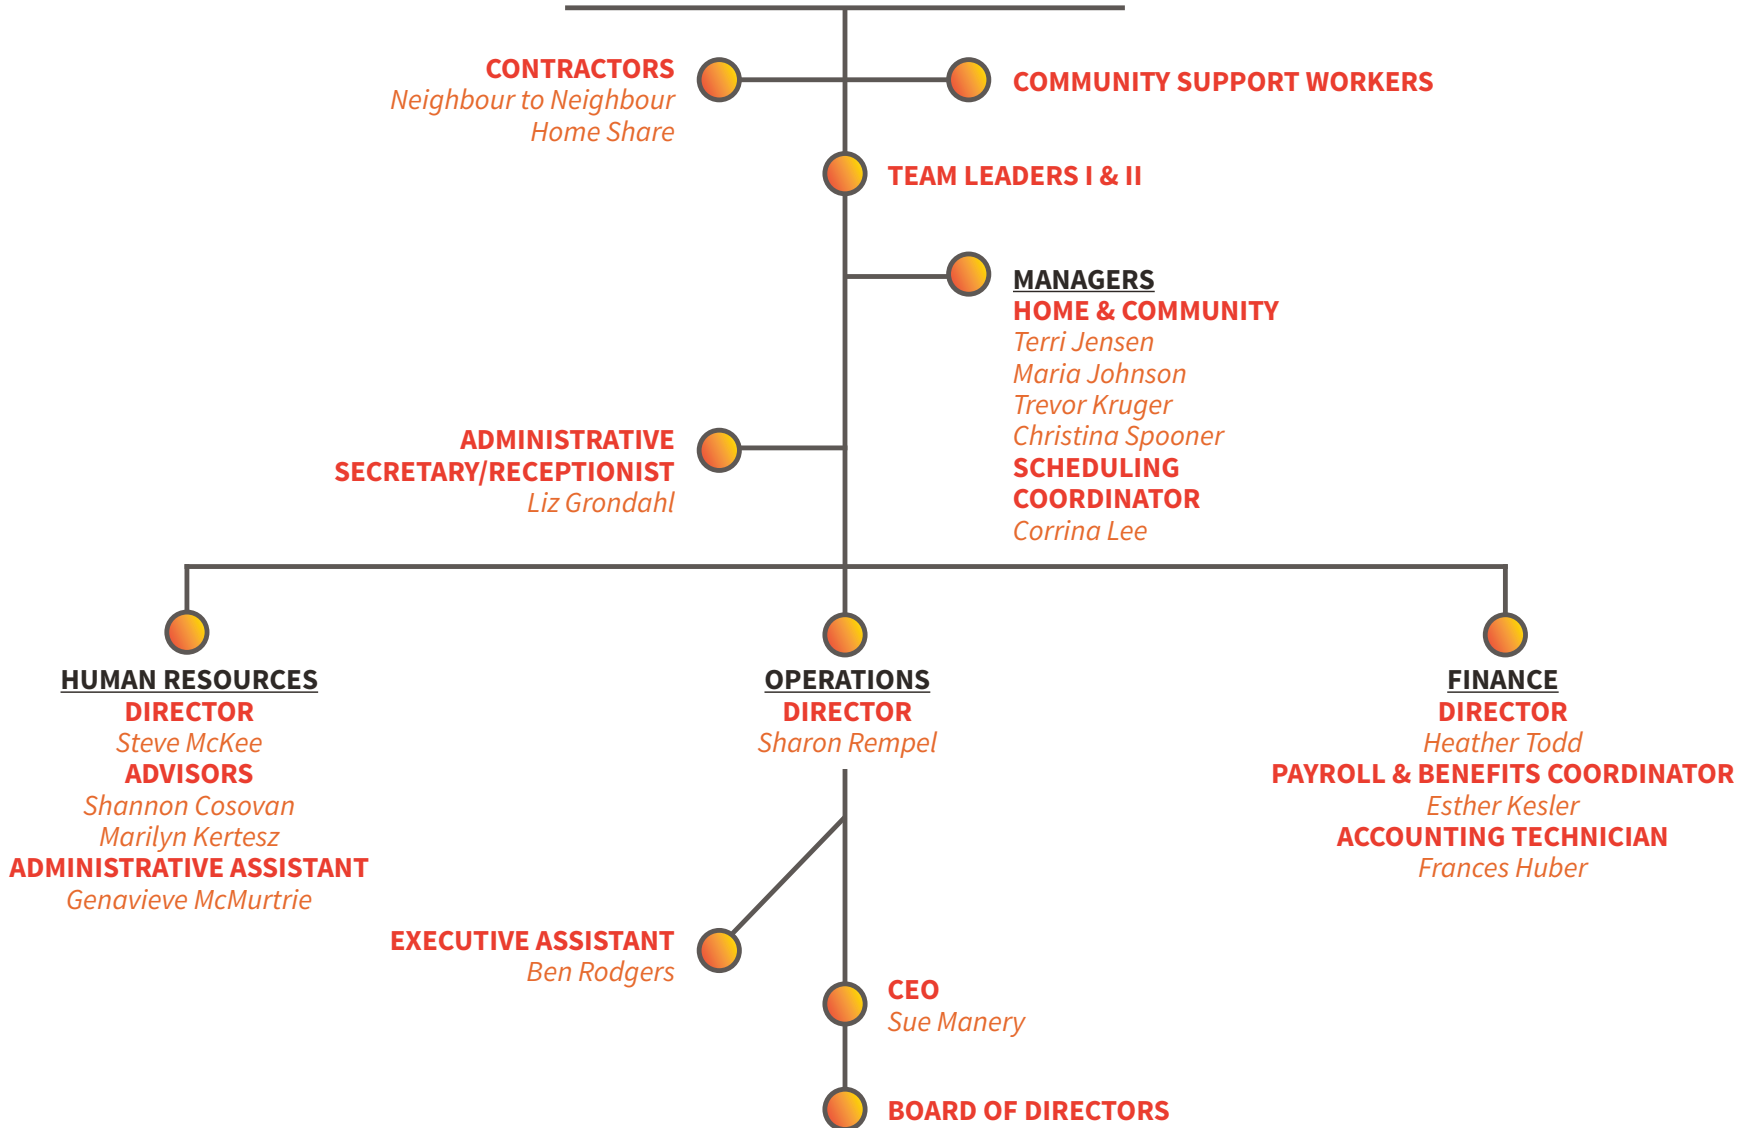 CONTRACTORS
Neighbour to Neighbour
Home Share
COMMUNITY SUPPORT WORKERS
TEAM LEADERS I & II
MANAGERS
HOME & COMMUNITY
Terri Jensen
Maria Johnson
Trevor Kruger
Christina Spooner
SCHEDULING
COORDINATOR
Corrina Lee
ADMINISTRATIVE
SECRETARY/RECEPTIONIST
Liz Grondahl
HUMAN RESOURCES
DIRECTOR
Steve McKee
ADVISORS
Shannon Cosovan
Marilyn Kertesz
ADMINISTRATIVE ASSISTANT
Genavieve McMurtrie
OPERATIONS
DIRECTOR
Sharon Rempel
FINANCE
DIRECTOR
Heather Todd
PAYROLL & BENEFITS COORDINATOR
Esther Kesler
ACCOUNTING TECHNICIAN
Frances Huber
EXECUTIVE ASSISTANT
Ben Rodgers
CEO
Sue Manery
BOARD OF DIRECTORS